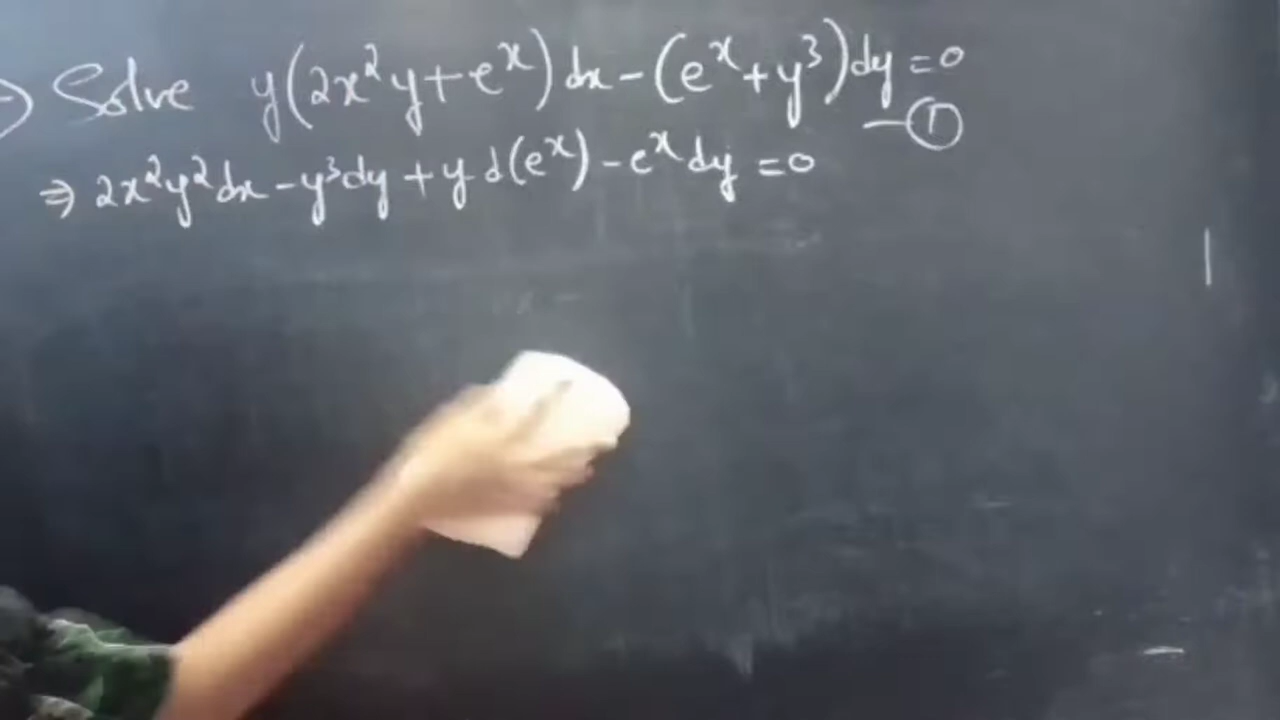 Solve y(2x²y+eˣ)dx-(eˣ+y³)dy=0
—①
⇒ 2x²y²dx-y³dy+y d(eˣ)-eˣdy=0